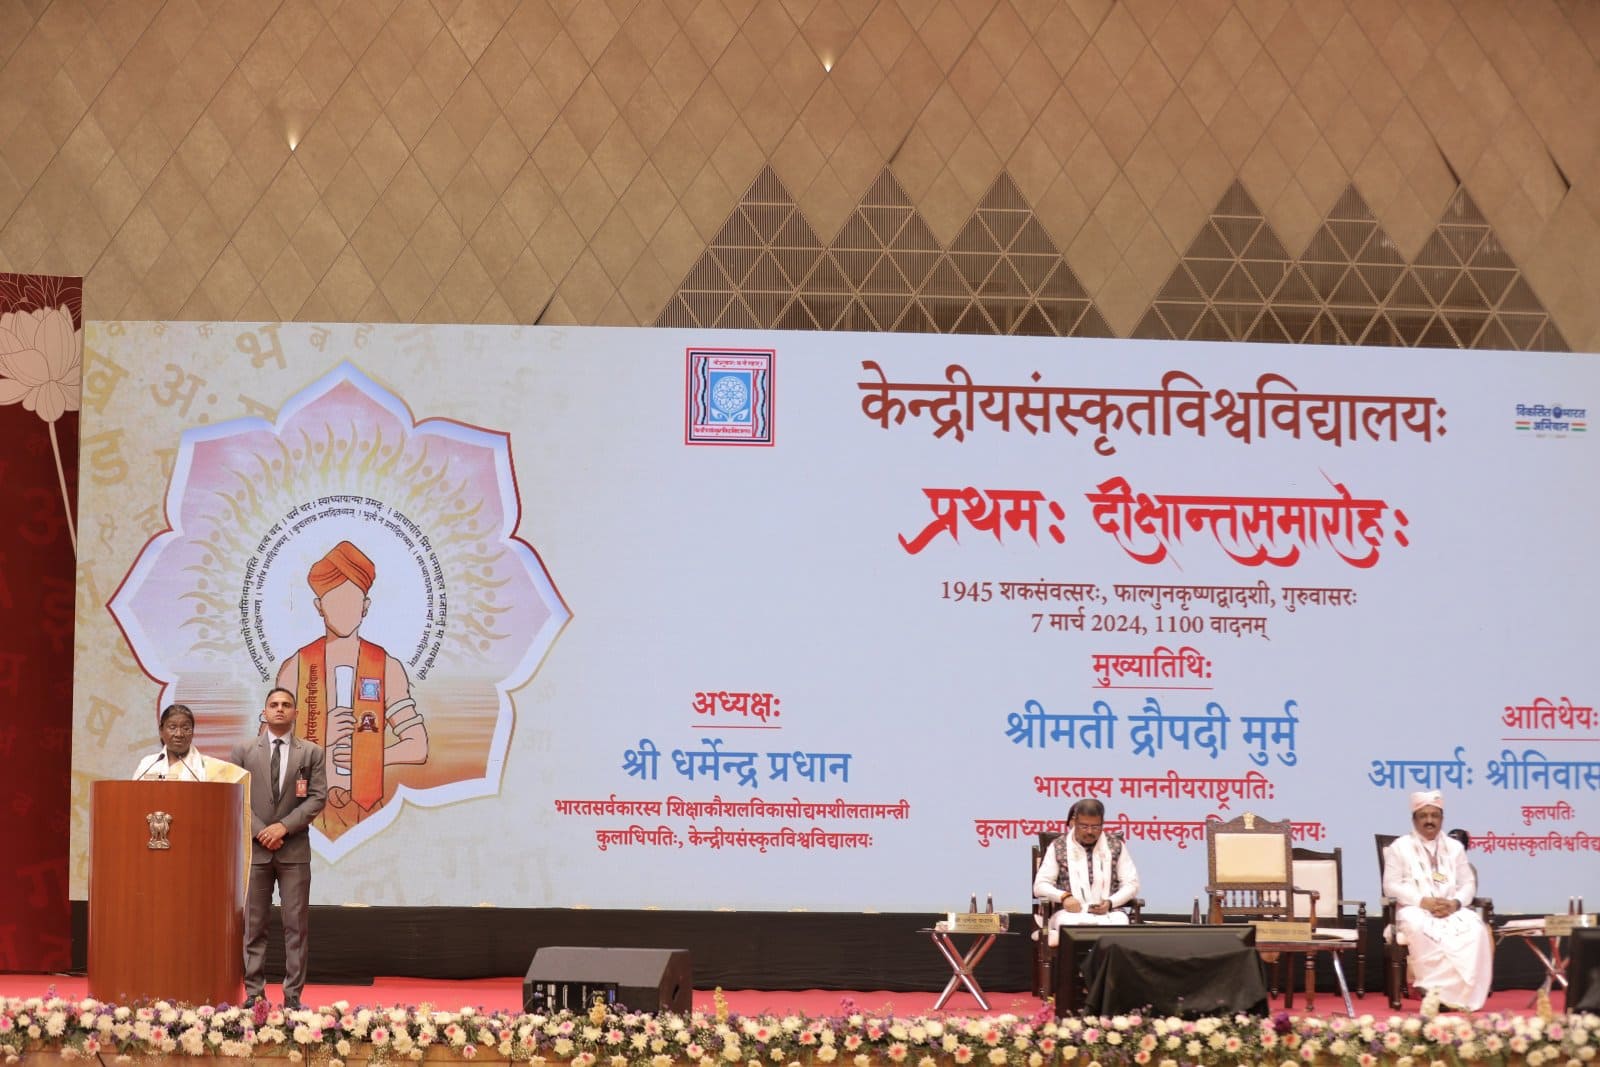 केन्द्रीयसंस्कृतविश्वविद्यालयः
विकसित भारत
अभियान
प्रथमः दीक्षान्तसमारोहः
1945 शकसंवत्सरः, फाल्गुनकृष्णद्वादशी, गुरुवासरः
7 मार्च 2024, 1100 वादनम्
मुख्यातिथिः
श्रीमती द्रौपदी मुर्मु
भारतस्य माननीयराष्ट्रपतिः
अध्यक्षः
श्री धर्मेन्द्र प्रधान
भारतसर्वकारस्य शिक्षाकौशलविकासोद्यमशीलतामन्त्री
कुलाधिपतिः, केन्द्रीयसंस्कृतविश्वविद्यालयः
आतिथेयः
आचार्यः श्रीनिवास
कुलपतिः